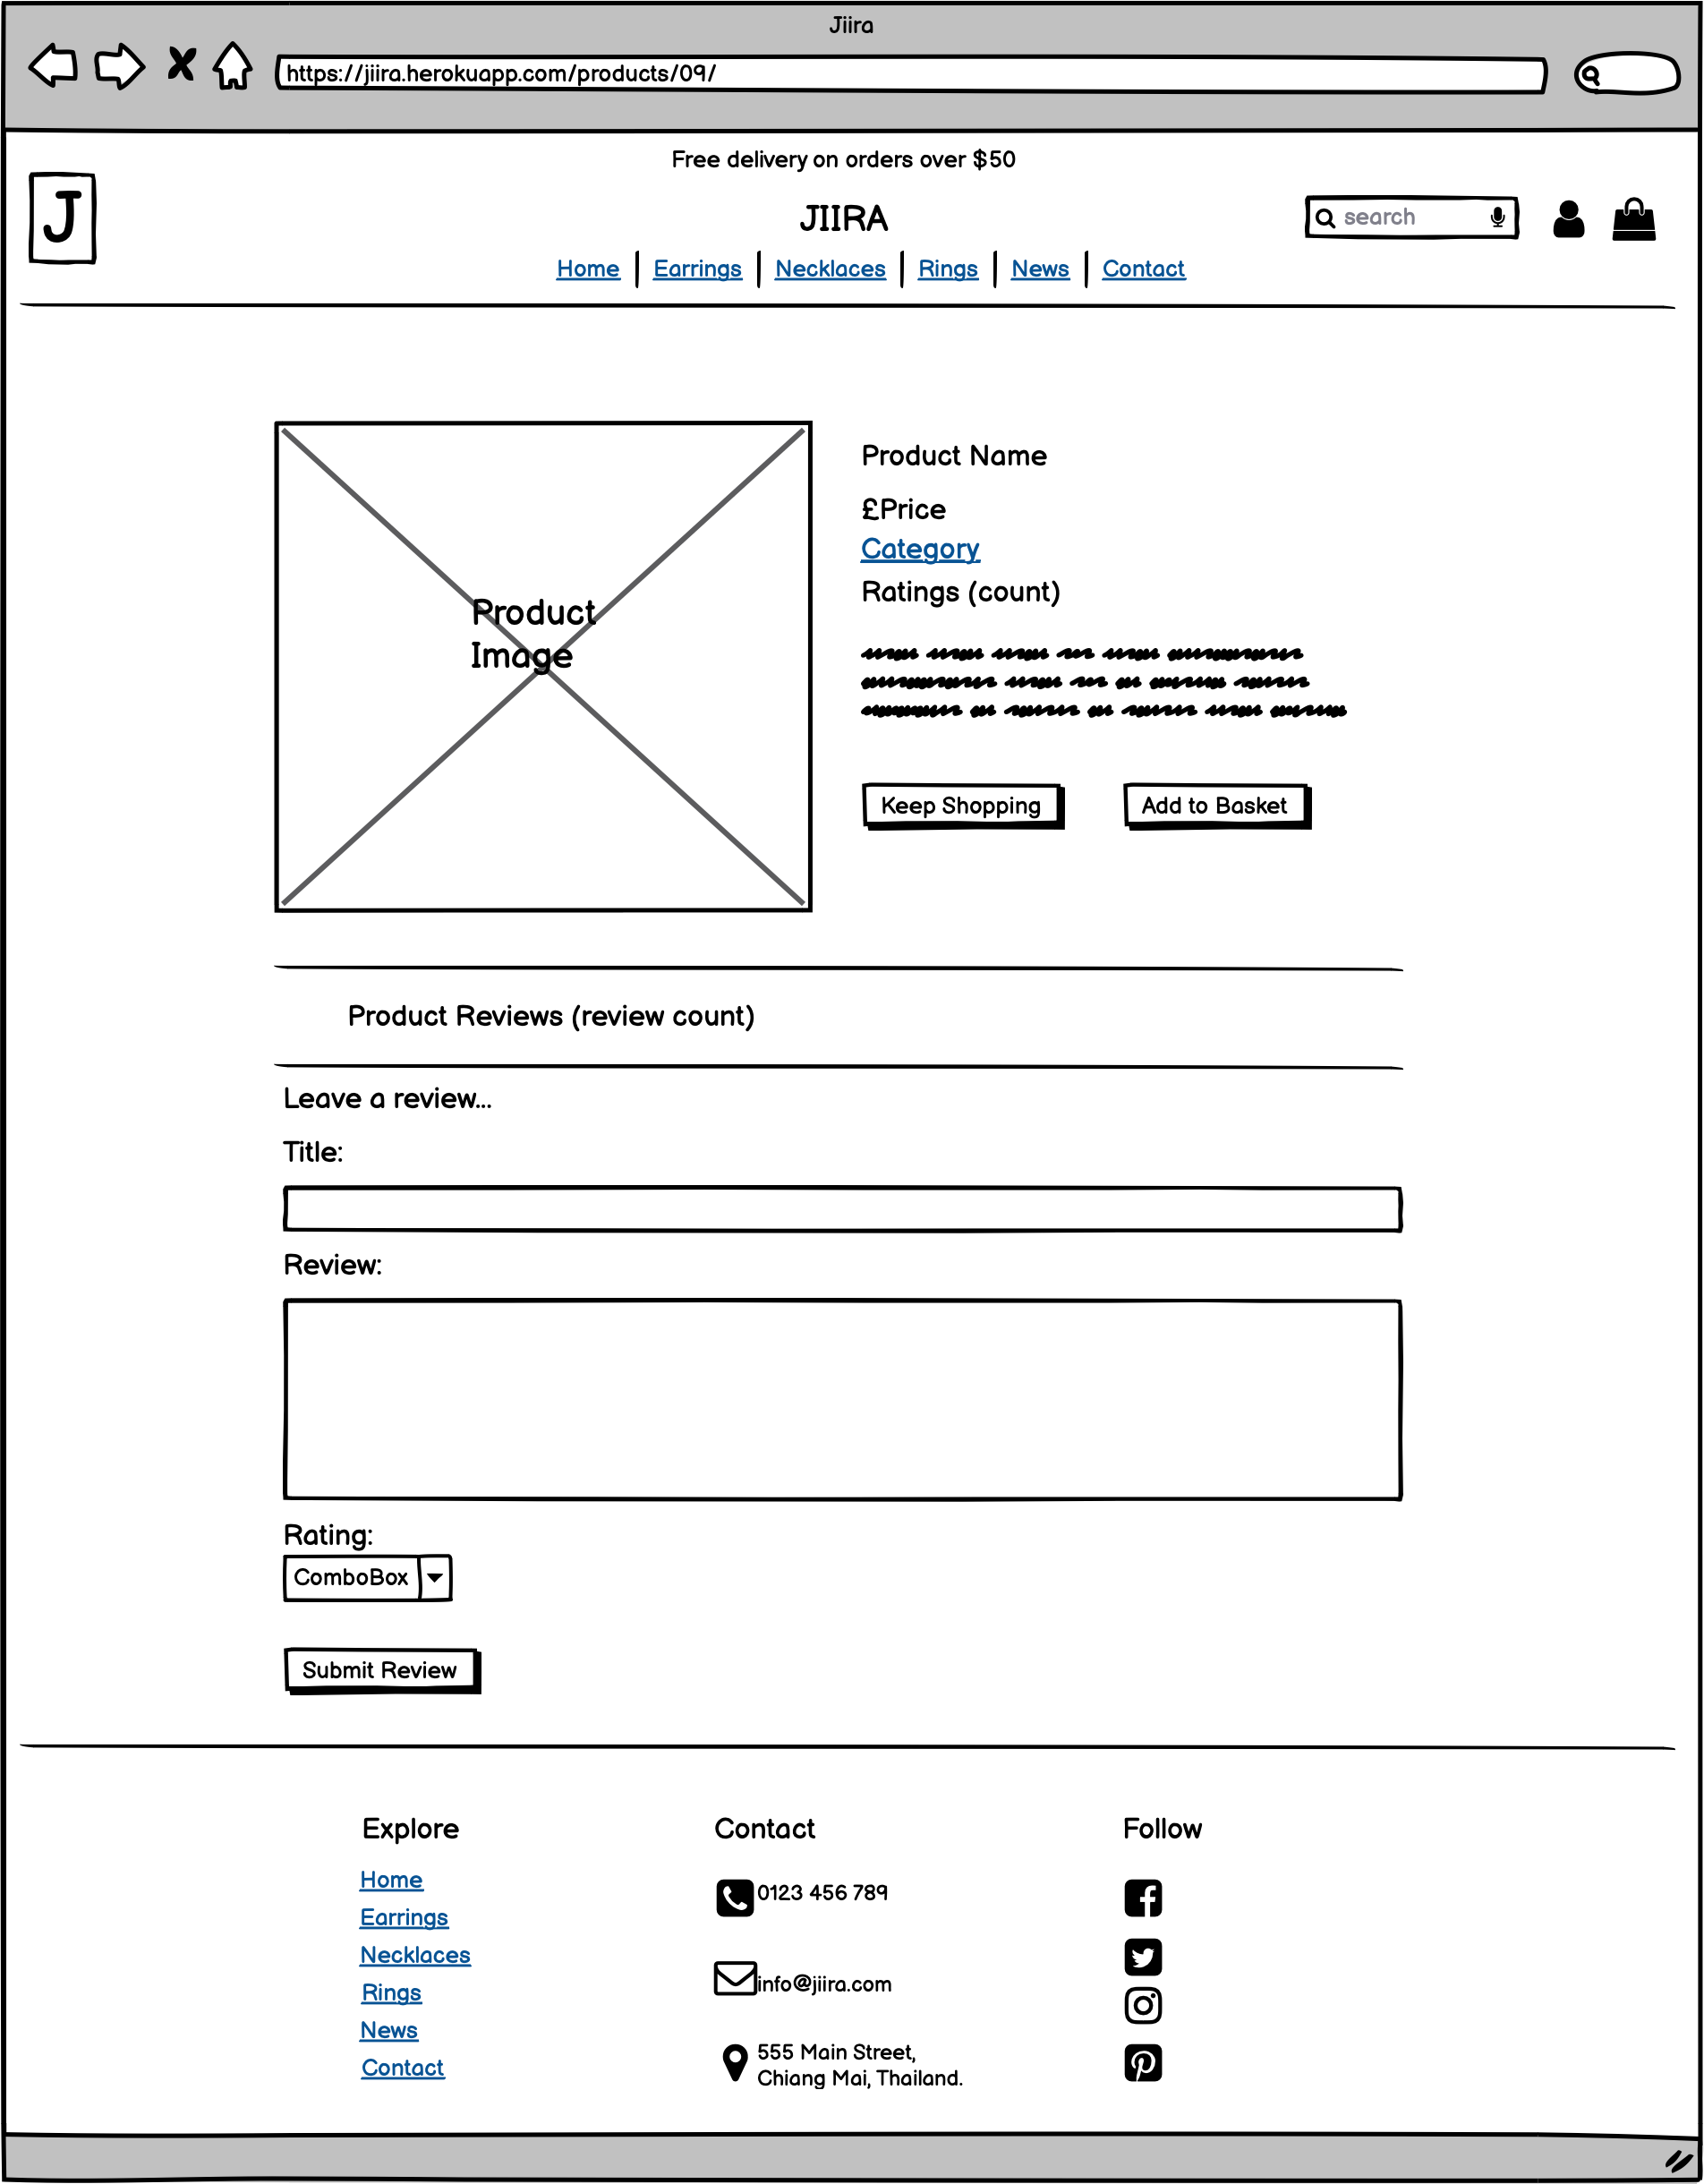 Jiira
https://jiira.herokuapp.com/products/09/
Free delivery on orders over $50
J
JIIRA
search
Home Earrings Necklaces Rings News Contact
Product Image
Product Name
£Price
Category
Ratings (count)
Keep Shopping
Add to Basket
Product Reviews (review count)
Leave a review...
Title:
Review:
Rating:
ComboBox
Submit Review
Explore
Home
Earrings
Necklaces
Rings
News
Contact
Contact
0123 456 789
info@jiira.com
555 Main Street,
Chiang Mai, Thailand.
Follow